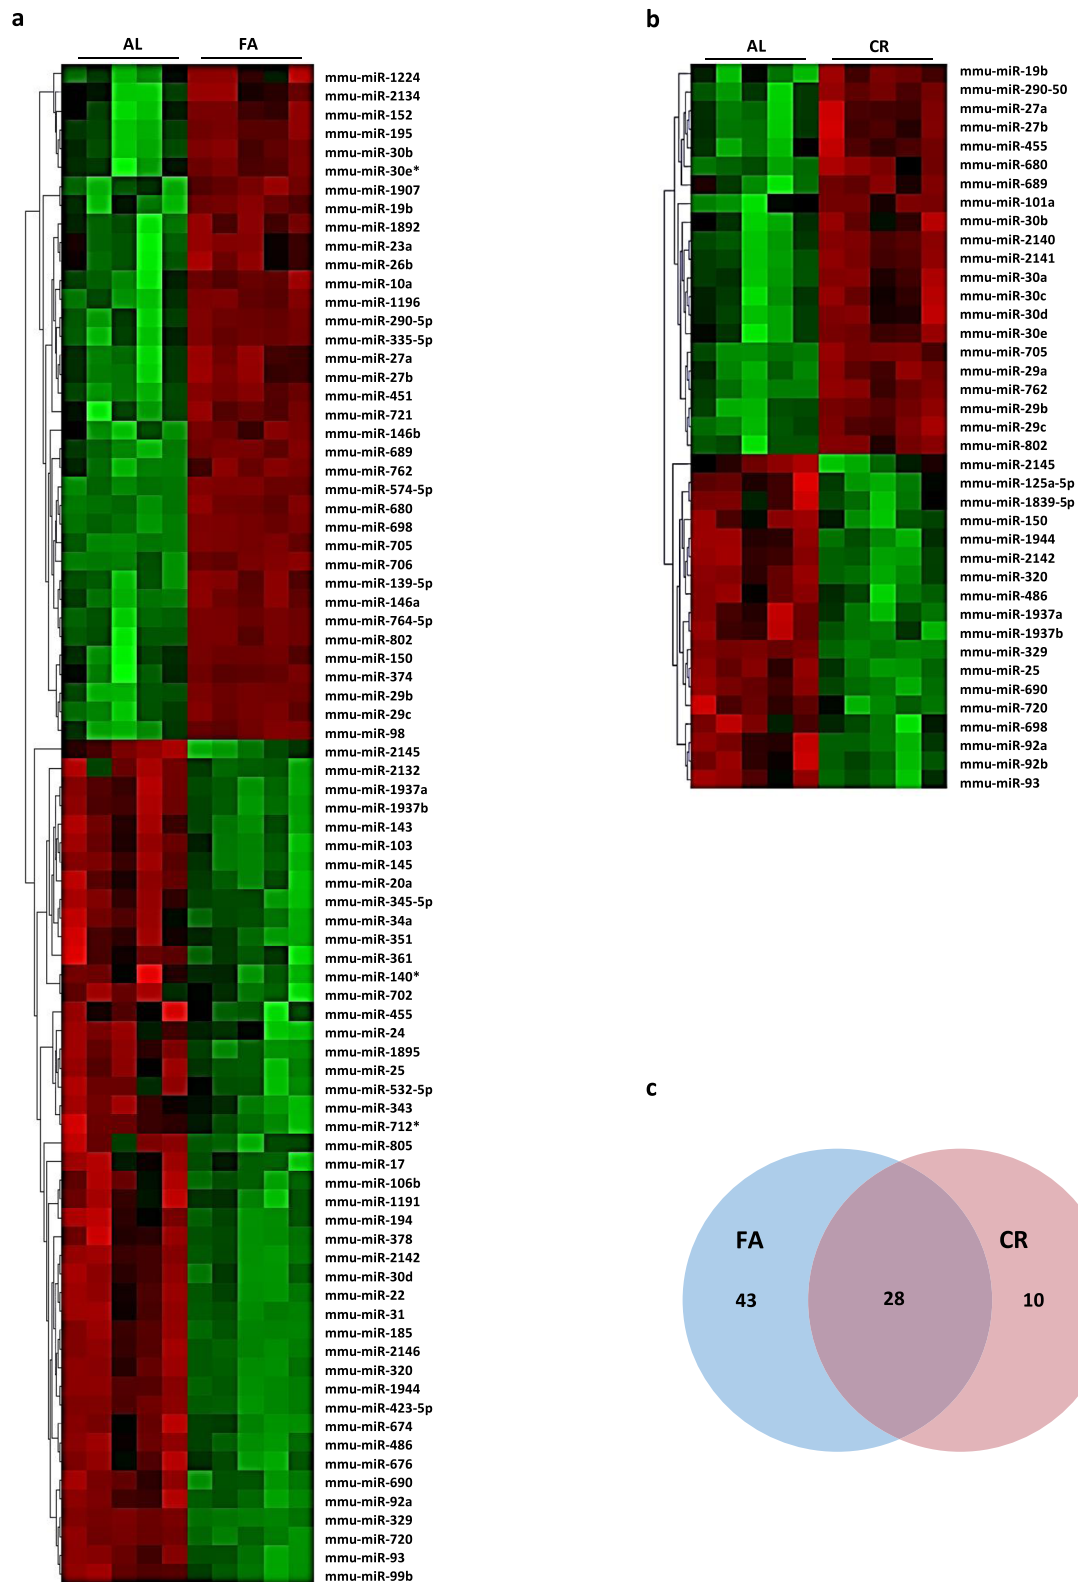 a
AL FA
mmu-miR-1224
mmu-miR-2134
mmu-miR-152
mmu-miR-195
mmu-miR-30b
mmu-miR-30e*
mmu-miR-1907
mmu-miR-19b
mmu-miR-1892
mmu-miR-23a
mmu-miR-26b
mmu-miR-10a
mmu-miR-1196
mmu-miR-290-5p
mmu-miR-335-5p
mmu-miR-27a
mmu-miR-27b
mmu-miR-451
mmu-miR-721
mmu-miR-146b
mmu-miR-689
mmu-miR-762
mmu-miR-574-5p
mmu-miR-680
mmu-miR-698
mmu-miR-705
mmu-miR-706
mmu-miR-139-5p
mmu-miR-146a
mmu-miR-764-5p
mmu-miR-802
mmu-miR-150
mmu-miR-374
mmu-miR-29b
mmu-miR-29c
mmu-miR-98
mmu-miR-2145
mmu-miR-2132
mmu-miR-1937a
mmu-miR-1937b
mmu-miR-143
mmu-miR-103
mmu-miR-145
mmu-miR-20a
mmu-miR-345-5p
mmu-miR-34a
mmu-miR-351
mmu-miR-361
mmu-miR-140*
mmu-miR-702
mmu-miR-455
mmu-miR-24
mmu-miR-1895
mmu-miR-25
mmu-miR-532-5p
mmu-miR-343
mmu-miR-712*
mmu-miR-805
mmu-miR-17
mmu-miR-106b
mmu-miR-1191
mmu-miR-194
mmu-miR-378
mmu-miR-2142
mmu-miR-30d
mmu-miR-22
mmu-miR-31
mmu-miR-185
mmu-miR-2146
mmu-miR-320
mmu-miR-1944
mmu-miR-423-5p
mmu-miR-674
mmu-miR-486
mmu-miR-676
mmu-miR-690
mmu-miR-92a
mmu-miR-329
mmu-miR-720
mmu-miR-93
mmu-miR-99b
b
AL CR
mmu-miR-19b
mmu-miR-290-50
mmu-miR-27a
mmu-miR-27b
mmu-miR-455
mmu-miR-680
mmu-miR-689
mmu-miR-101a
mmu-miR-30b
mmu-miR-2140
mmu-miR-2141
mmu-miR-30a
mmu-miR-30c
mmu-miR-30d
mmu-miR-30e
mmu-miR-705
mmu-miR-29a
mmu-miR-762
mmu-miR-29b
mmu-miR-29c
mmu-miR-802
mmu-miR-2145
mmu-miR-125a-5p
mmu-miR-1839-5p
mmu-miR-150
mmu-miR-1944
mmu-miR-2142
mmu-miR-320
mmu-miR-486
mmu-miR-1937a
mmu-miR-1937b
mmu-miR-329
mmu-miR-25
mmu-miR-690
mmu-miR-720
mmu-miR-698
mmu-miR-92a
mmu-miR-92b
mmu-miR-93
c
FA CR
43 28 10